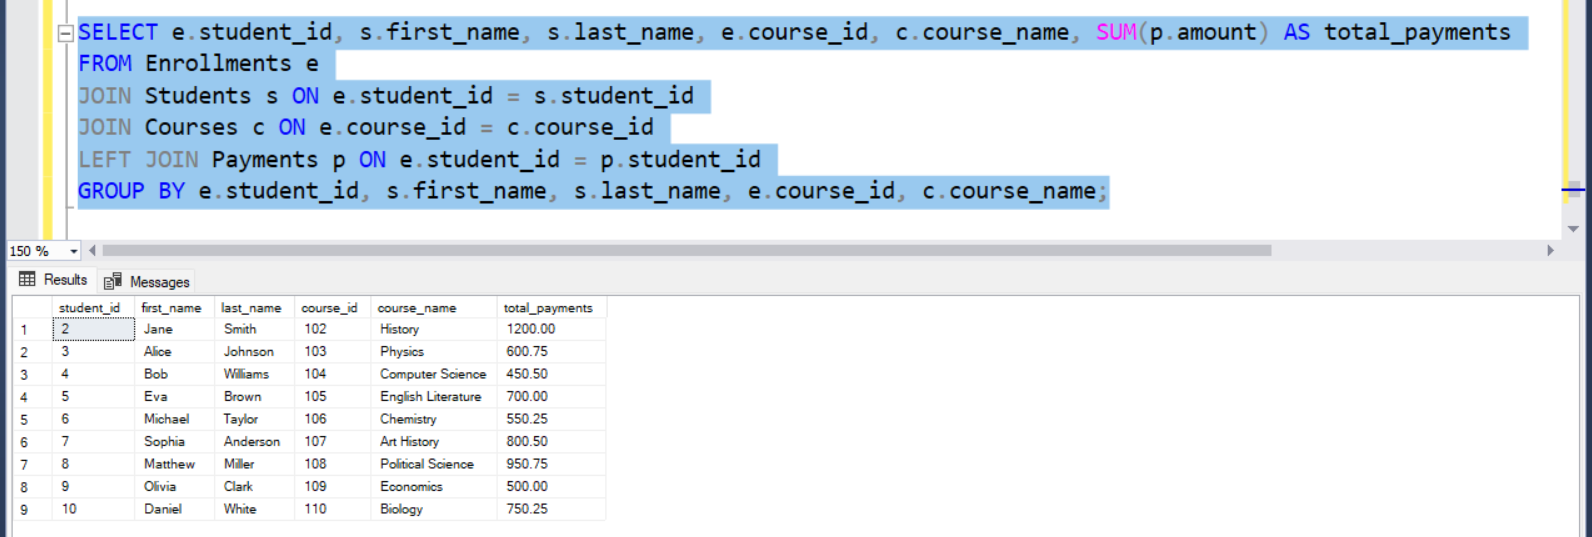 SELECT e.student_id, s.first_name, s.last_name, e.course_id, c.course_name, SUM(p.amount) AS total_payments
FROM Enrollments e
JOIN Students s ON e.student_id = s.student_id
JOIN Courses c ON e.course_id = c.course_id
LEFT JOIN Payments p ON e.student_id = p.student_id
GROUP BY e.student_id, s.first_name, s.last_name, e.course_id, c.course_name;
150 %
Results Messages
student_id first_name last_name course_id course_name total_payments
1 2 Jane Smith 102 History 1200.00
2 3 Alice Johnson 103 Physics 600.75
3 4 Bob Williams 104 Computer Science 450.50
4 5 Eva Brown 105 English Literature 700.00
5 6 Michael Taylor 106 Chemistry 550.25
6 7 Sophia Anderson 107 Art History 800.50
7 8 Matthew Miller 108 Political Science 950.75
8 9 Olivia Clark 109 Economics 500.00
9 10 Daniel White 110 Biology 750.25